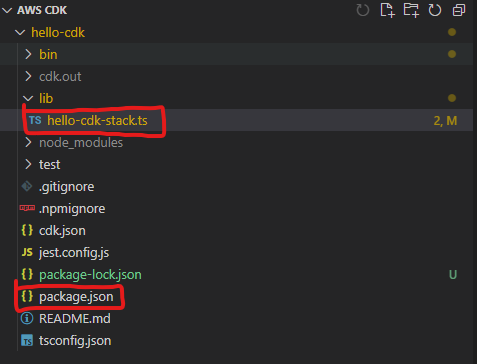 AWS CDK
hello-cdk
bin
cdk.out
lib
TS hello-cdk-stack.ts 2, M
node_modules
test
.gitignore
npm .npmignore
{ } cdk.json
JS jest.config.js
{ } package-lock.json U
{ } package.json
README.md
tsconfig.json